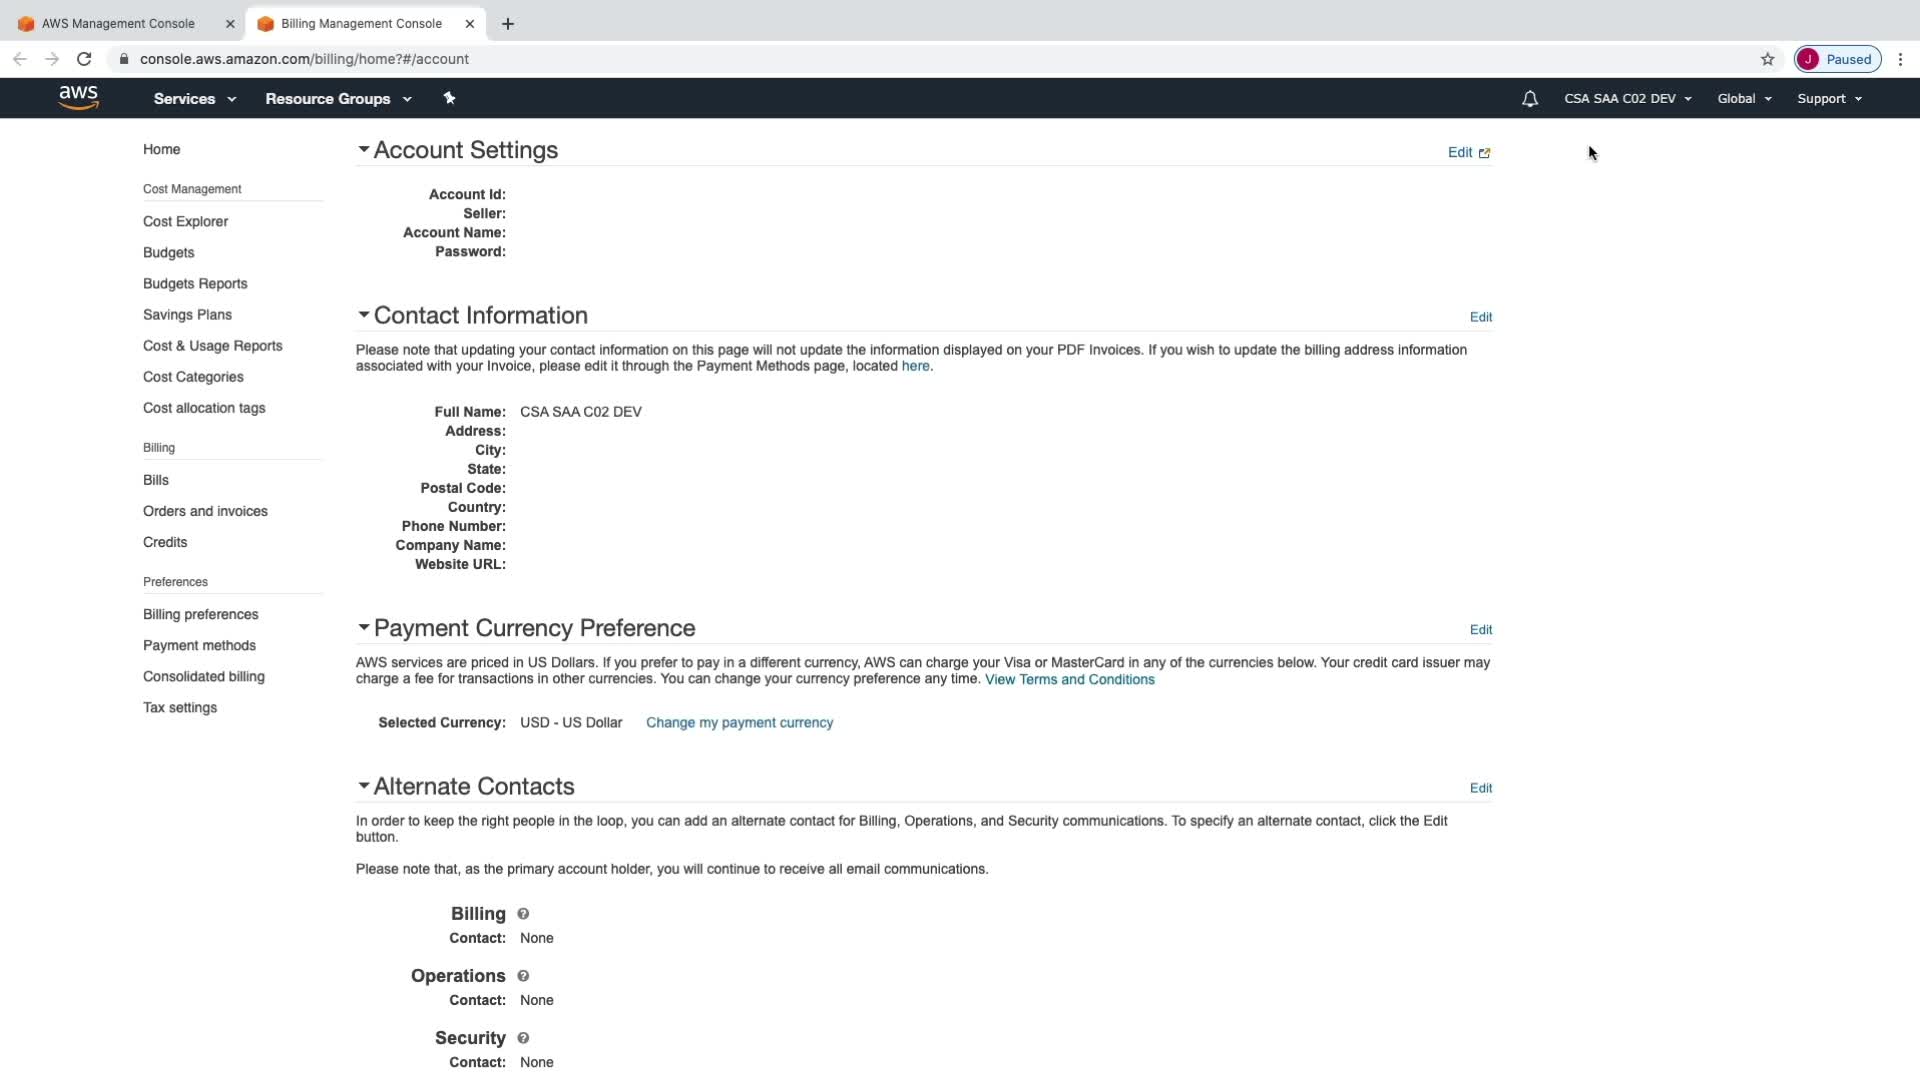 AWS Management Console
Billing Management Console
console.aws.amazon.com/billing/home?#/account
J Paused
aws
Services
Resource Groups
CSA SAA C02 DEV
Global
Support
Home
Cost Management
Cost Explorer
Budgets
Budgets Reports
Savings Plans
Cost & Usage Reports
Cost Categories
Cost allocation tags
Billing
Bills
Orders and invoices
Credits
Preferences
Billing preferences
Payment methods
Consolidated billing
Tax settings
Account Settings
Edit
Account Id:
Seller:
Account Name:
Password:
Contact Information
Edit
Please note that updating your contact information on this page will not update the information displayed on your PDF Invoices. If you wish to update the billing address information
associated with your Invoice, please edit it through the Payment Methods page, located here.
Full Name: CSA SAA C02 DEV
Address:
City:
State:
Postal Code:
Country:
Phone Number:
Company Name:
Website URL:
Payment Currency Preference
Edit
AWS services are priced in US Dollars. If you prefer to pay in a different currency, AWS can charge your Visa or MasterCard in any of the currencies below. Your credit card issuer may
charge a fee for transactions in other currencies. You can change your currency preference any time. View Terms and Conditions
Selected Currency: USD - US Dollar Change my payment currency
Alternate Contacts
Edit
In order to keep the right people in the loop, you can add an alternate contact for Billing, Operations, and Security communications. To specify an alternate contact, click the Edit
button.
Please note that, as the primary account holder, you will continue to receive all email communications.
Billing
Contact: None
Operations
Contact: None
Security
Contact: None